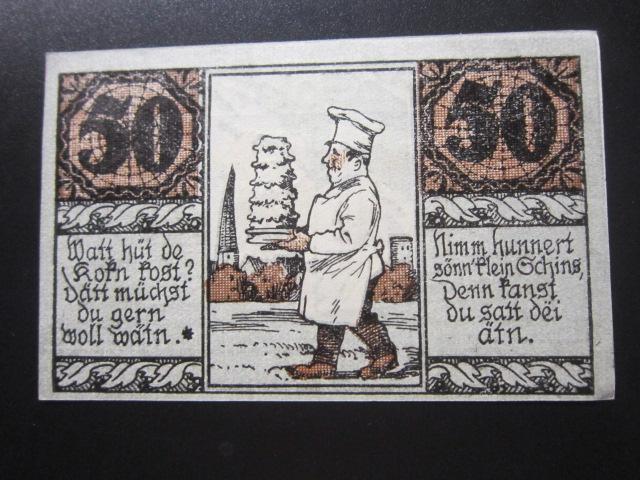 50
50
Watt hüt de
Kokn kost?
Dätt müchst
du gern
woll wätn.*
Nimm hunnert
sönn' klein Schins,
Denn kanst
du satt dëi
ätn.